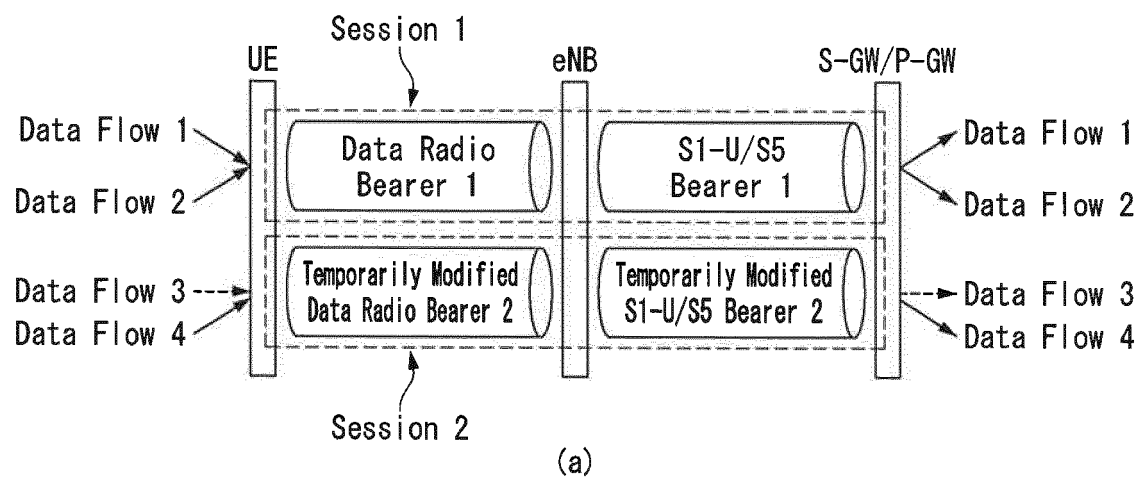 Session 1
UE
eNB
S-GW/P-GW
Data Flow 1
Data Flow 2
Data Radio
Bearer 1
S1-U/S5
Bearer 1
Data Flow 1
Data Flow 2
Data Flow 3
Data Flow 4
Temporarily Modified
Data Radio Bearer 2
Temporarily Modified
S1-U/S5 Bearer 2
Data Flow 3
Data Flow 4
Session 2
(a)